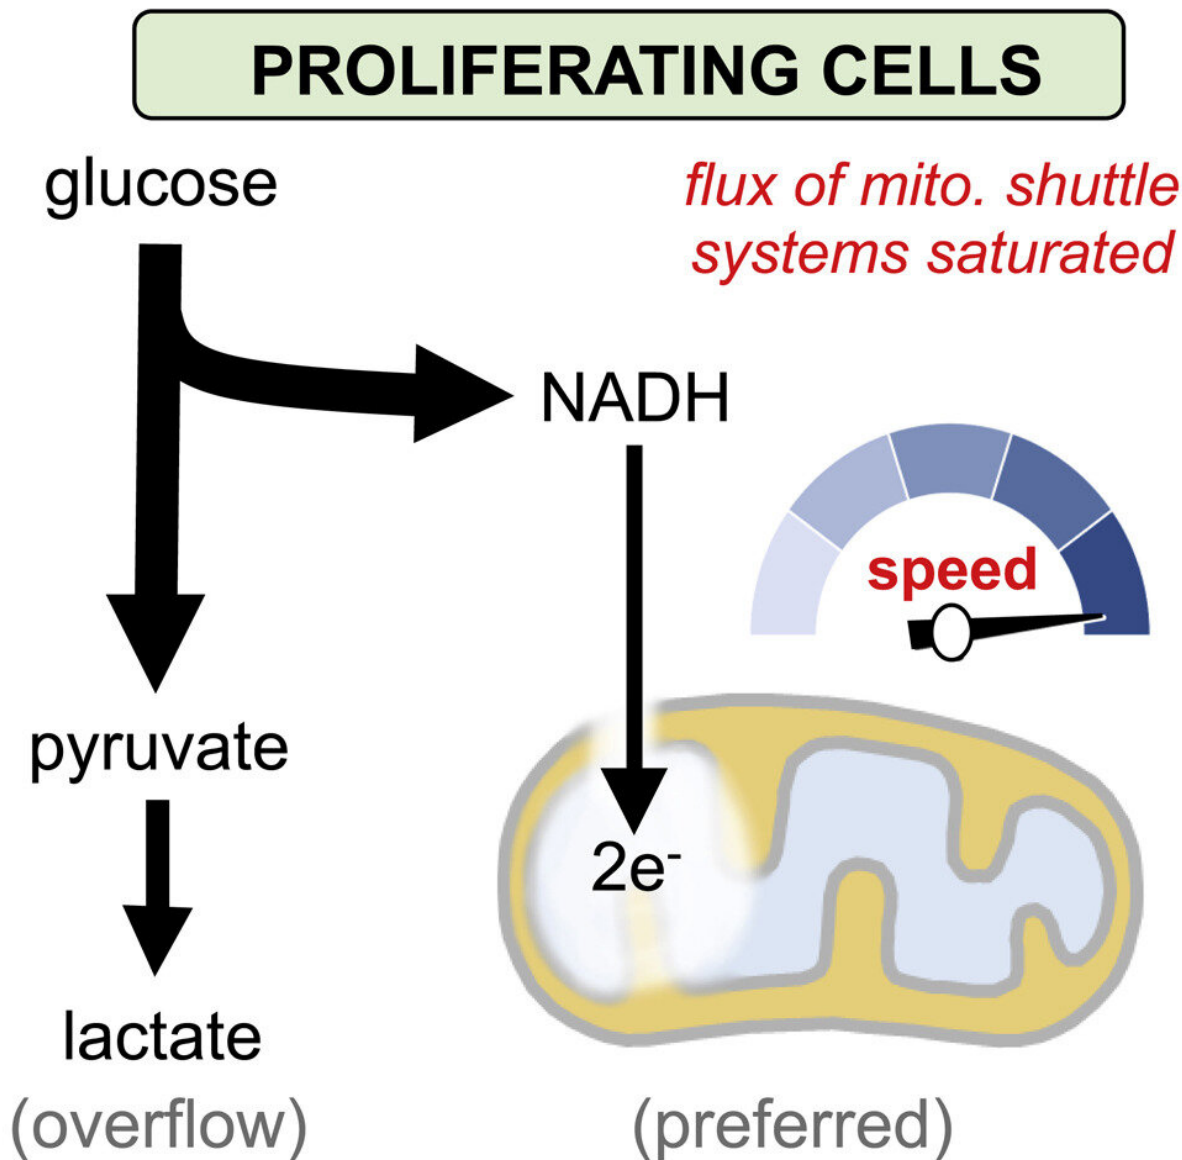 PROLIFERATING CELLS
glucose
flux of mito. shuttle
systems saturated
NADH
speed
pyruvate
2e⁻
lactate
(overflow)
(preferred)